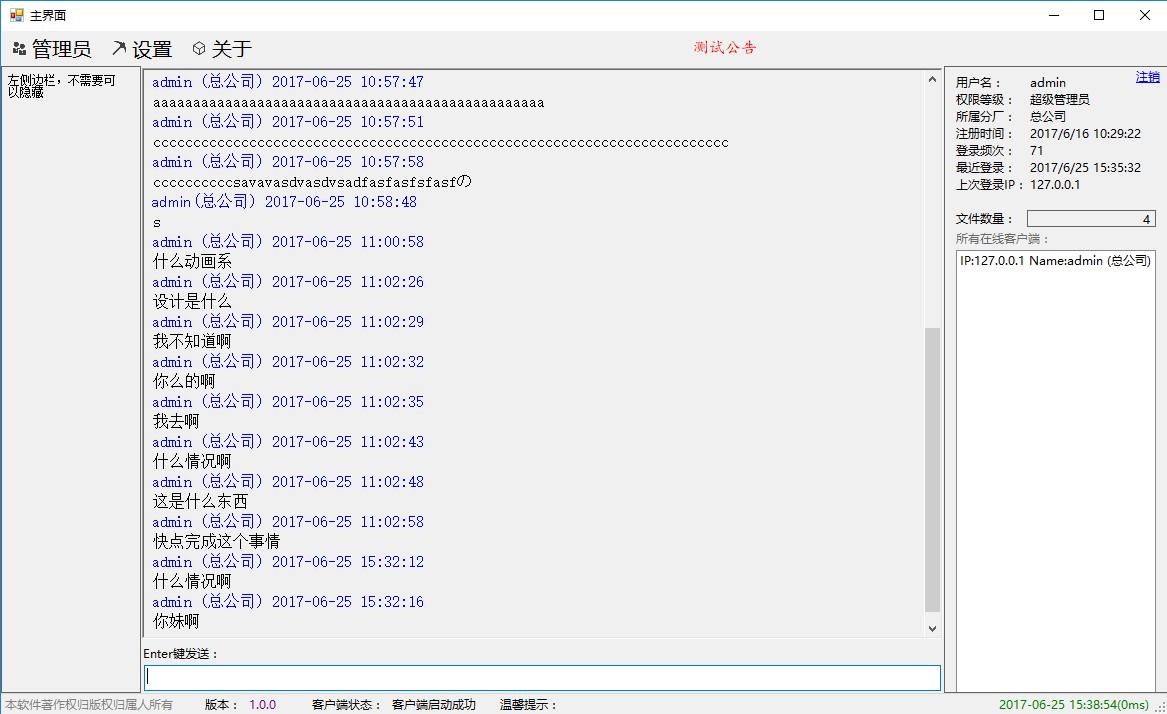 主界面
管理员 设置 关于 测试公告
左侧边栏，不需要可
以隐藏
admin (总公司) 2017-06-25 10:57:47
aaaaaaaaaaaaaaaaaaaaaaaaaaaaaaaaaaaaaaaaaaaaaaaaa
admin (总公司) 2017-06-25 10:57:51
cccccccccccccccccccccccccccccccccccccccccccccccccccccccccccccccccccccccc
admin (总公司) 2017-06-25 10:57:58
ccccccccccsavavasdvasdvsadfasfasfsfasfの
admin(总公司) 2017-06-25 10:58:48
s
admin (总公司) 2017-06-25 11:00:58
什么动画系
admin (总公司) 2017-06-25 11:02:26
设计是什么
admin (总公司) 2017-06-25 11:02:29
我不知道啊
admin (总公司) 2017-06-25 11:02:32
你么的啊
admin (总公司) 2017-06-25 11:02:35
我去啊
admin (总公司) 2017-06-25 11:02:43
什么情况啊
admin (总公司) 2017-06-25 11:02:48
这是什么东西
admin (总公司) 2017-06-25 11:02:58
快点完成这个事情
admin (总公司) 2017-06-25 15:32:12
什么情况啊
admin (总公司) 2017-06-25 15:32:16
你妹啊
Enter键发送：
注销
用户名： admin
权限等级： 超级管理员
所属分厂： 总公司
注册时间： 2017/6/16 10:29:22
登录频次： 71
最近登录： 2017/6/25 15:35:32
上次登录IP： 127.0.0.1
文件数量： 4
所有在线客户端：
IP:127.0.0.1 Name:admin (总公司)
本软件著作权归版权归属人所有 版本： 1.0.0 客户端状态： 客户端启动成功 温馨提示： 2017-06-25 15:38:54(0ms)